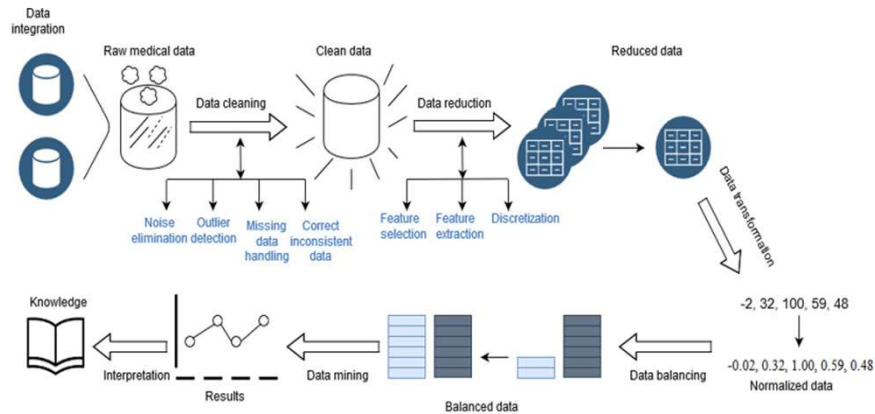 Data
integration
Raw medical data
Clean data
Reduced data
Data cleaning
Data reduction
Noise
elimination
Outlier
detection
Missing
data
handling
Correct
inconsistent
data
Feature
selection
Feature
extraction
Discretization
Data transformation
-2, 32, 100, 59, 48
-0.02, 0.32, 1.00, 0.59, 0.48
Normalized data
Data balancing
Balanced data
Data mining
Results
Interpretation
Knowledge